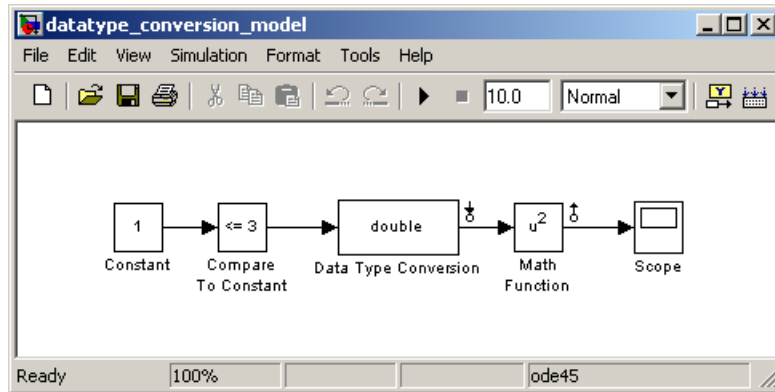 datatype_conversion_model
File Edit View Simulation Format Tools Help
10.0 Normal
1 <= 3 double u² 
Constant Compare To Constant Data Type Conversion Math Function Scope
Ready 100% ode45